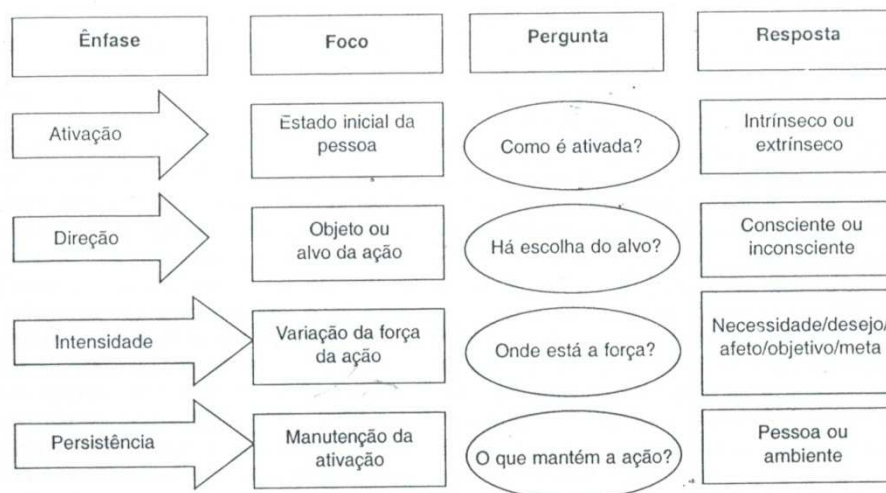 Ênfase
Foco
Pergunta
Resposta
Ativação
Estado inicial da
pessoa
Como é ativada?
Intrínseco ou
extrínseco
Direção
Objeto ou
alvo da ação
Há escolha do alvo?
Consciente ou
inconsciente
Intensidade
Variação da força
da ação
Onde está a força?
Necessidade/desejo/
afeto/objetivo/meta
Persistência
Manutenção da
ativação
O que mantém a ação?
Pessoa ou
ambiente